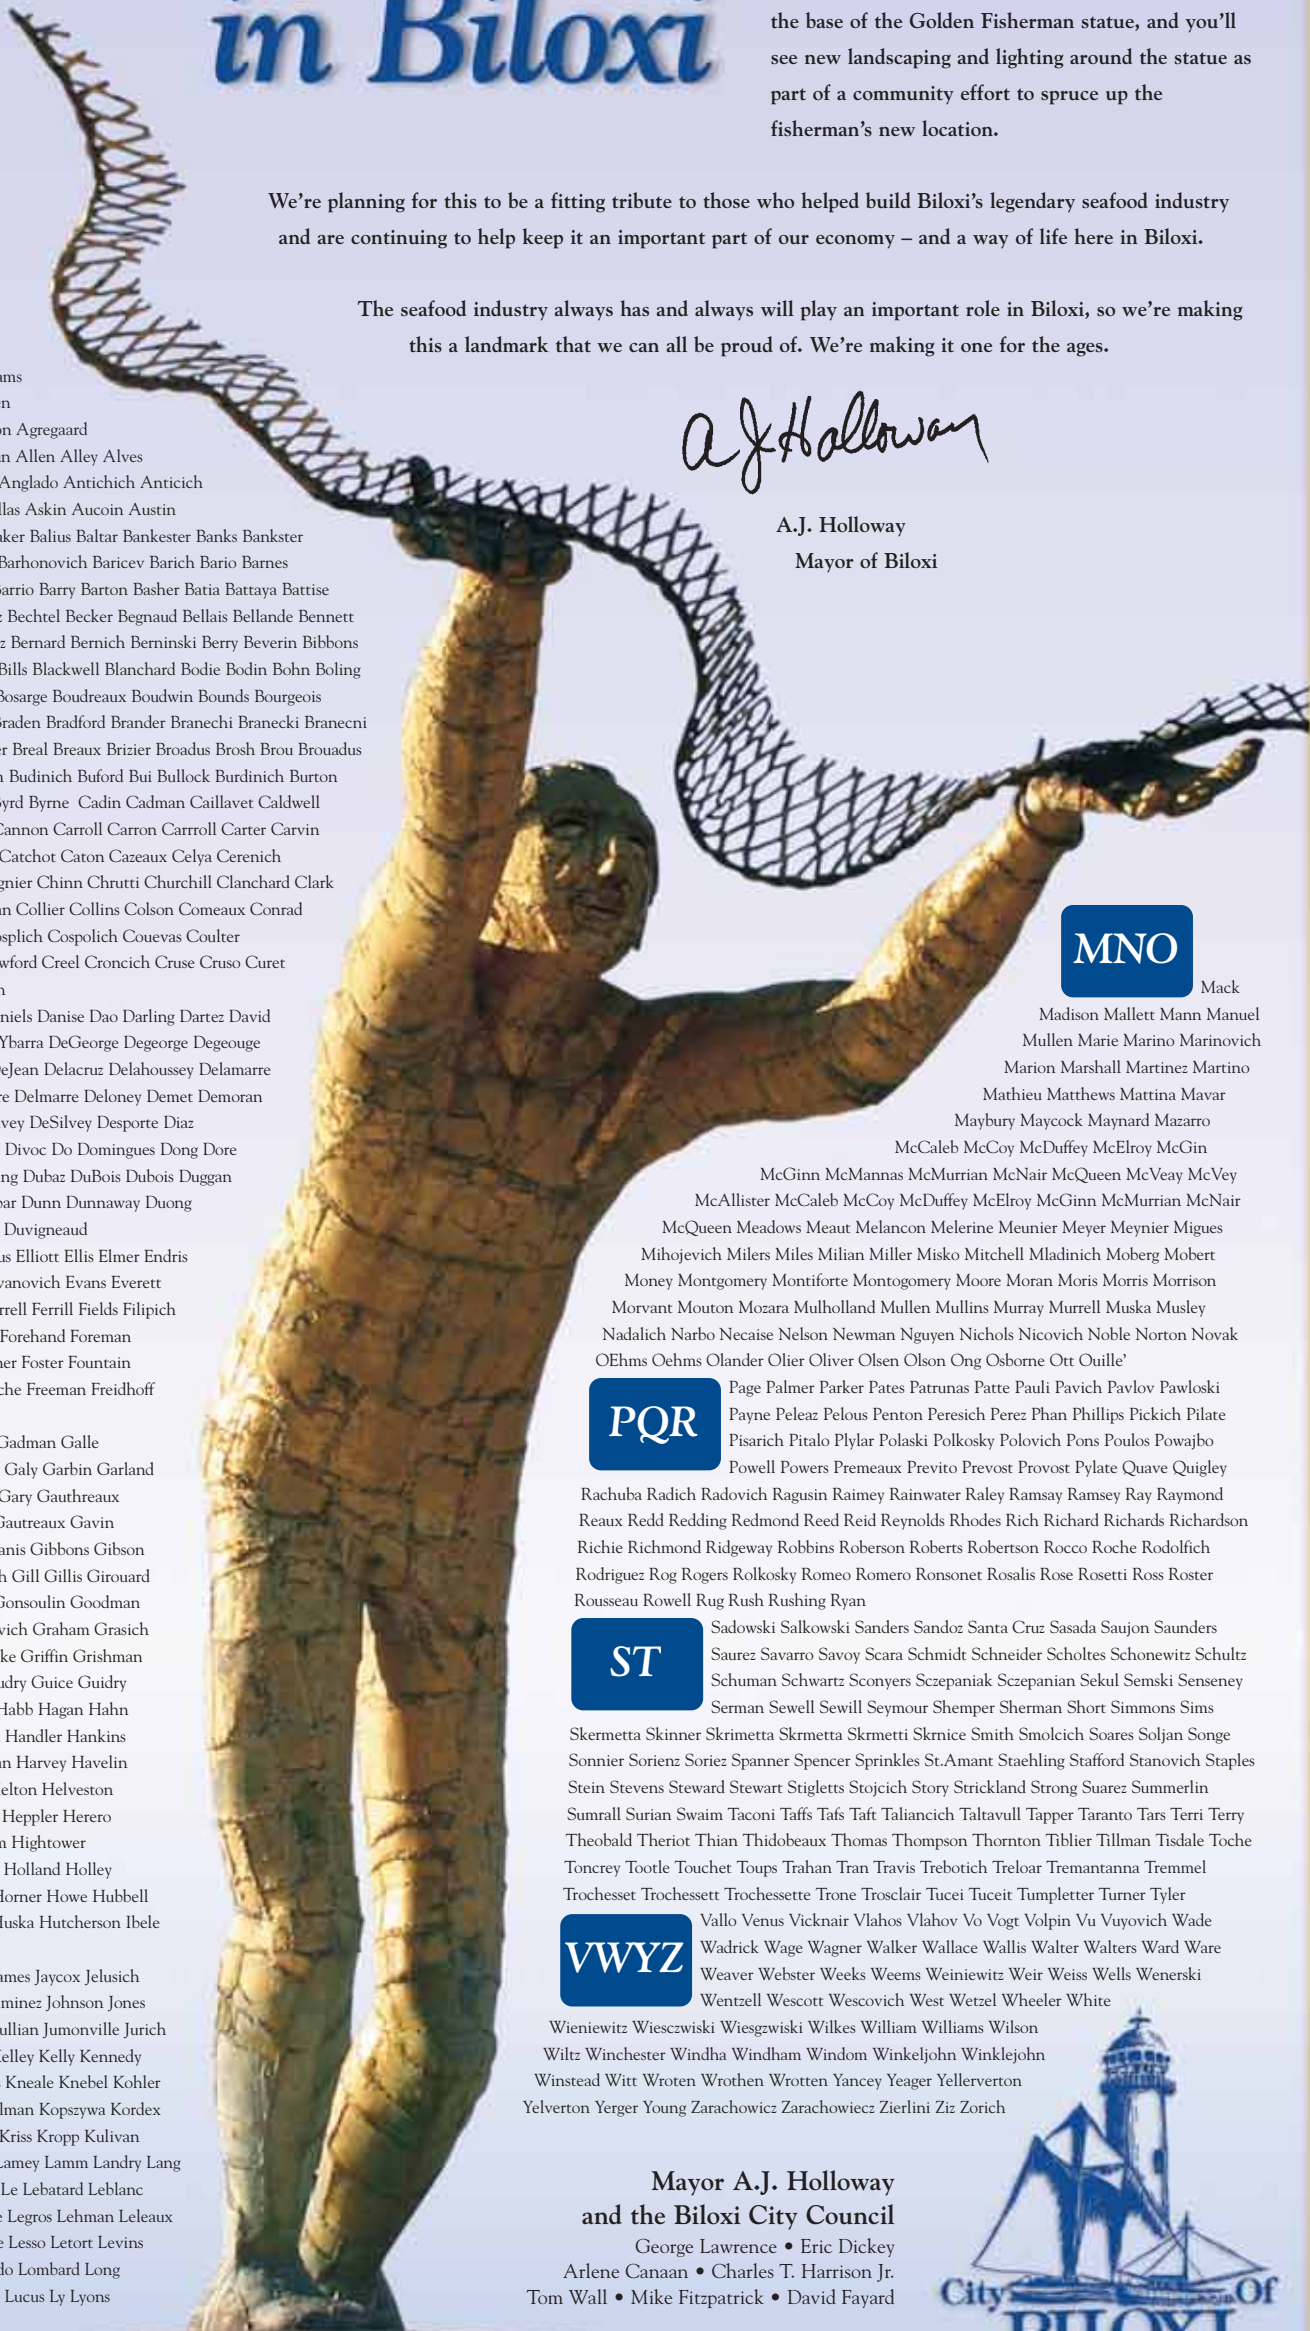 in Biloxi
the base of the Golden Fisherman statue, and you'll
see new landscaping and lighting around the statue as
part of a community effort to spruce up the
fisherman's new location.
We're planning for this to be a fitting tribute to those who helped build Biloxi's legendary seafood industry
and are continuing to help keep it an important part of our economy – and a way of life here in Biloxi.
The seafood industry always has and always will play an important role in Biloxi, so we're making
this a landmark that we can all be proud of. We're making it one for the ages.
A J Holloway
A.J. Holloway
Mayor of Biloxi
Agregaard
Allen Alley Alves
Anglado Antichich Anticich
Askin Aucoin Austin
Balius Baltar Bankester Banks Bankster
Barhonovich Baricev Barich Bario Barnes
Barry Barton Basher Batia Battaya Battise
Bechtel Becker Begnaud Bellais Bellande Bennett
Bernard Bernich Berninski Berry Beverin Bibbons
Bills Blackwell Blanchard Bodie Bodin Bohn Boling
Bosarge Boudreaux Boudwin Bounds Bourgeois
Braden Bradford Brander Branechi Branecki Branecni
Breal Breaux Brizier Broadus Brosh Brou Brouadus
Budinich Buford Bui Bullock Burdinich Burton
Byrd Byrne Cadin Cadman Caillavet Caldwell
Cannon Carroll Carron Carrroll Carter Carvin
Catchot Caton Cazeaux Celya Cerenich
Chinn Chrutti Churchill Clanchard Clark
Collier Collins Colson Comeaux Conrad
Cospolich Couevas Coulter
Creel Croncich Cruse Cruso Curet
Danise Dao Darling Dartez David
Ybarra DeGeorge Degeorge Degeouge
DeJean Delacruz Delahoussey Delamarre
Delmarre Deloney Demet Demoran
DeSilvey Desporte Diaz
Divoc Do Domingues Dong Dore
Dubaz DuBois Dubois Duggan
Dunn Dunnaway Duong
Duvigneaud
Elliott Ellis Elmer Endris
Evans Everett
Ferrill Fields Filipich
Forehand Foreman
Foster Fountain
Freeman Freidhoff
Gadman Galle
Galy Garbin Garland
Gary Gauthreaux
Gautreaux Gavin
Gibbons Gibson
Gill Gillis Girouard
Gonsoulin Goodman
Graham Grasich
Griffin Grishman
Guice Guidry
Habb Hagan Hahn
Handler Hankins
Harvey Havelin
Helveston
Heppler Herero
Hightower
Holland Holley
Horner Howe Hubbell
Huska Hutcherson Ibele
James Jaycox Jelusich
Johnson Jones
Jumonville Jurich
Kelley Kelly Kennedy
Kneale Knebel Kohler
Kopszywa Kordex
Kriss Kropp Kulivan
Lamey Lamm Landry Lang
Le Lebatard Leblanc
Legros Lehman Leleaux
Lesso Letort Levins
Lombard Long
Lucus Ly Lyons
MNO
Mack
Madison Mallett Mann Manuel
Mullen Marie Marino Marinovich
Marion Marshall Martinez Martino
Mathieu Matthews Mattina Mavar
Maybury Maycock Maynard Mazarro
McCaleb McCoy McDuffey McElroy McGin
McGinn McMannas McMurrian McNair McQueen McVeay McVey
McAllister McCaleb McCoy McDuffey McElroy McGinn McMurrian McNair
McQueen Meadows Meaut Melancon Melerine Meunier Meyer Meynier Migues
Mihojevich Milers Miles Milian Miller Misko Mitchell Mladinich Moberg Mobert
Money Montgomery Montiforte Montogomery Moore Moran Moris Morris Morrison
Morvant Mouton Mozara Mulholland Mullen Mullins Murray Murrell Muska Musley
Nadalich Narbo Necaise Nelson Newman Nguyen Nichols Nicovich Noble Norton Novak
OEhms Oehms Olander Olier Oliver Olsen Olson Ong Osborne Ott Ouille'
PQR
Page Palmer Parker Pates Patrunas Patte Pauli Pavich Pavlov Pawloski
Payne Peleaz Pelous Penton Peresich Perez Phan Phillips Pickich Pilate
Pisarich Pitalo Plylar Polaski Polkosky Polovich Pons Poulos Powajbo
Powell Powers Premeaux Previto Prevost Provost Pylate Quave Quigley
Rachuba Radich Radovich Ragusin Raimey Rainwater Raley Ramsay Ramsey Ray Raymond
Reaux Redd Redding Redmond Reed Reid Reynolds Rhodes Rich Richard Richards Richardson
Richie Richmond Ridgeway Robbins Roberson Roberts Robertson Rocco Roche Rodolfich
Rodriguez Rog Rogers Rolkosky Romeo Romero Ronsonet Rosalis Rose Rosetti Ross Roster
Rousseau Rowell Rug Rush Rushing Ryan
ST
Sadowski Salkowski Sanders Sandoz Santa Cruz Sasada Saujon Saunders
Saurez Savarro Savoy Scara Schmidt Schneider Scholtes Schonewitz Schultz
Schuman Schwartz Sconyers Sczepaniak Sczepanian Sekul Semski Senseney
Serman Sewell Sewill Seymour Shemper Sherman Short Simmons Sims
Skermetta Skinner Skrimetta Skrmetta Skrmetti Skrnice Smith Smolcich Soares Soljan Songe
Sonnier Sorienz Soriez Spanner Spencer Sprinkles St.Amant Staehling Stafford Stanovich Staples
Stein Stevens Steward Stewart Stigletts Stojcich Story Strickland Strong Suarez Summerlin
Sumrall Surian Swaim Taconi Taffs Tafs Taft Taliancich Taltavull Tapper Taranto Tars Terri Terry
Theobald Theriot Thian Thidobeaux Thomas Thompson Thornton Tiblier Tillman Tisdale Toche
Toncrey Tootle Touchet Toups Trahan Tran Travis Trebotich Treloar Tremantanna Tremmel
Trochesset Trochessett Trochessette Trone Trosclair Tucei Tuceit Tumpletter Turner Tyler
VWYZ
Vallo Venus Vicknair Vlahos Vlahov Vo Vogt Volpin Vu Vuyovich Wade
Wadrick Wage Wagner Walker Wallace Wallis Walter Walters Ward Ware
Weaver Webster Weeks Weems Weiniewitz Weir Weiss Wells Wenerski
Wentzell Wescott Wescovich West Wetzel Wheeler White
Wieniewitz Wiesczwiski Wiesgzwiski Wilkes William Williams Wilson
Wiltz Winchester Windha Windham Windom Winkeljohn Winklejohn
Winstead Witt Wroten Wrothen Wrotten Yancey Yeager Yellerverton
Yelverton Yerger Young Zarachowicz Zarachowiecz Zierlini Ziz Zorich
Mayor A.J. Holloway
and the Biloxi City Council
George Lawrence • Eric Dickey
Arlene Canaan • Charles T. Harrison Jr.
Tom Wall • Mike Fitzpatrick • David Fayard
City Of
BILOXI